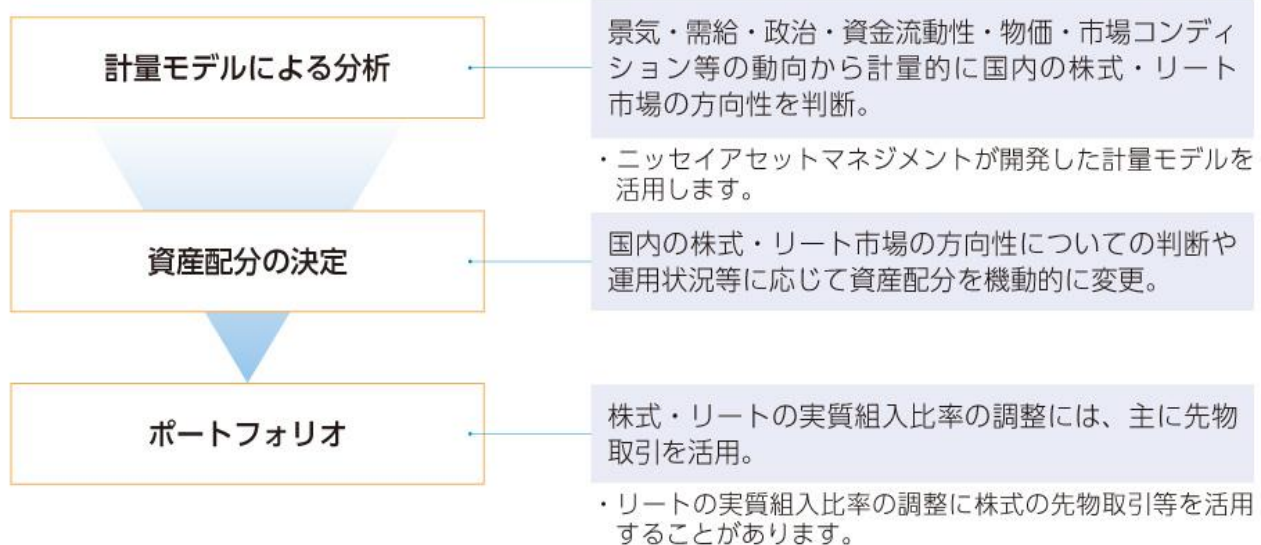 計量モデルによる分析
景気・需給・政治・資金流動性・物価・市場コンディ
ション等の動向から計量的に国内の株式・リート
市場の方向性を判断。
・ニッセイアセットマネジメントが開発した計量モデルを
活用します。
資産配分の決定
国内の株式・リート市場の方向性についての判断や
運用状況等に応じて資産配分を機動的に変更。
ポートフォリオ
株式・リートの実質組入比率の調整には、主に先物
取引を活用。
・リートの実質組入比率の調整に株式の先物取引等を活用
することがあります。